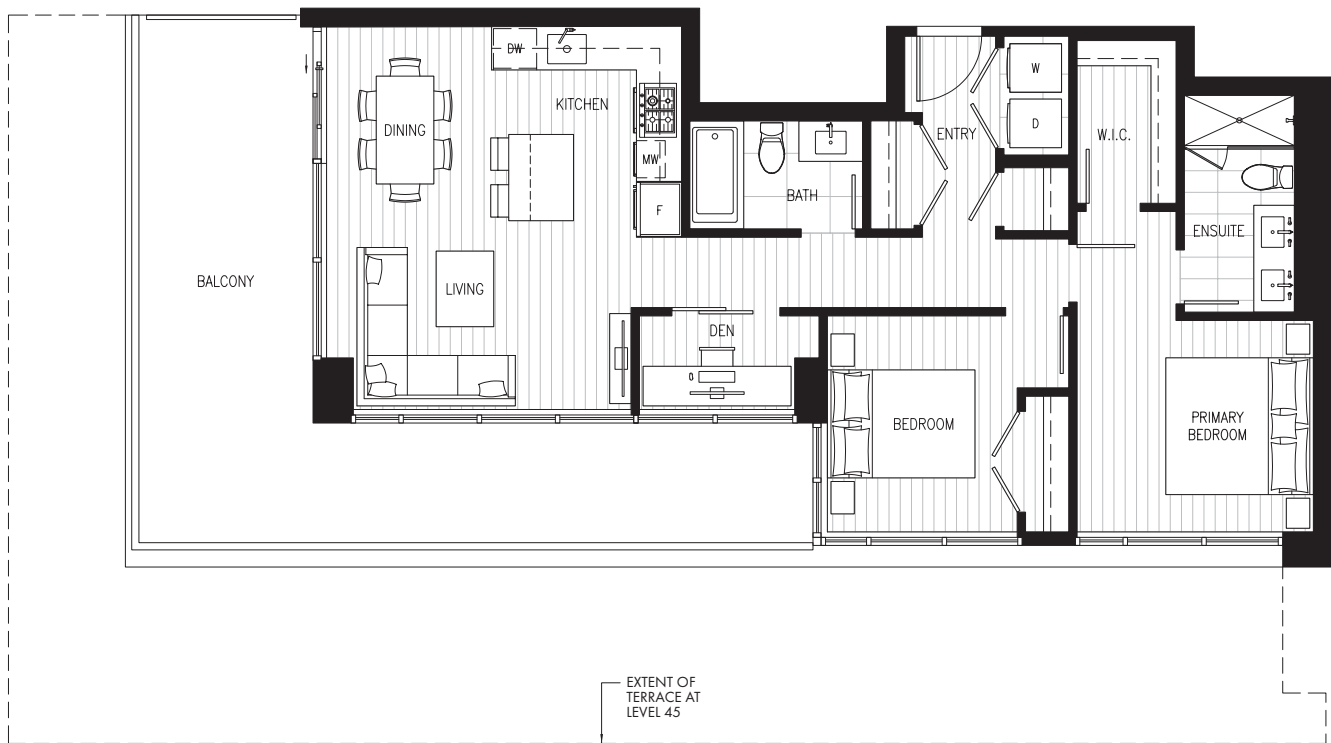 DW
KITCHEN
DINING
MW
F
W
D
ENTRY
W.I.C.
BATH
ENSUITE
BALCONY
LIVING
DEN
BEDROOM
PRIMARY
BEDROOM
EXTENT OF
TERRACE AT
LEVEL 45